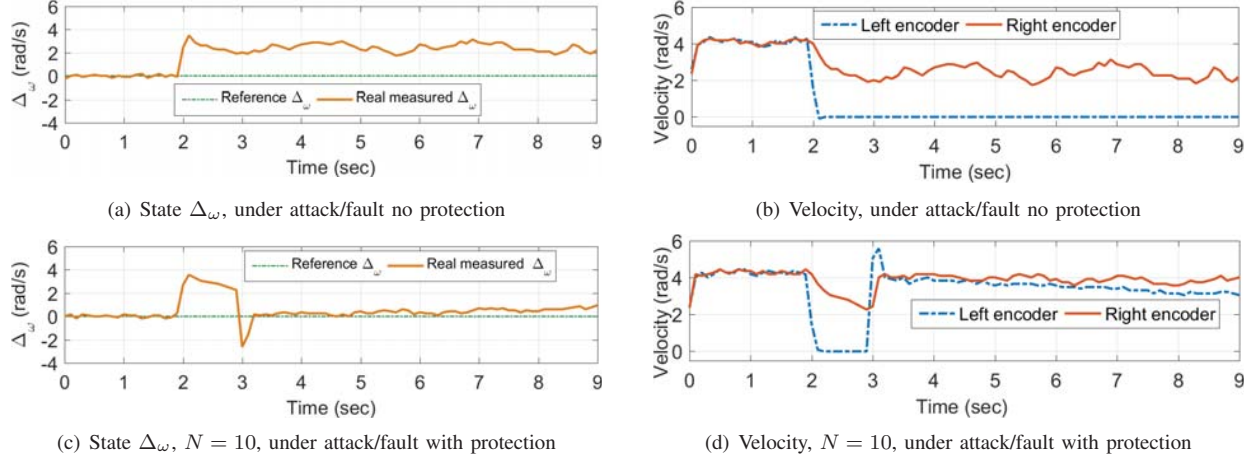 6
4
2
0
-2
-4
Δω (rad/s)
Reference Δω
Real measured Δω
0 1 2 3 4 5 6 7 8 9
Time (sec)
(a) State Δω, under attack/fault no protection
6
4
2
0
Velocity (rad/s)
Left encoder
Right encoder
0 1 2 3 4 5 6 7 8 9
Time (sec)
(b) Velocity, under attack/fault no protection
6
4
2
0
-2
-4
Δω (rad/s)
Reference Δω
Real measured Δω
0 1 2 3 4 5 6 7 8 9
Time (sec)
(c) State Δω, N = 10, under attack/fault with protection
6
4
-2
0
Velocity (rad/s)
Left encoder
Right encoder
0 1 2 3 4 5 6 7 8 9
Time (sec)
(d) Velocity, N = 10, under attack/fault with protection